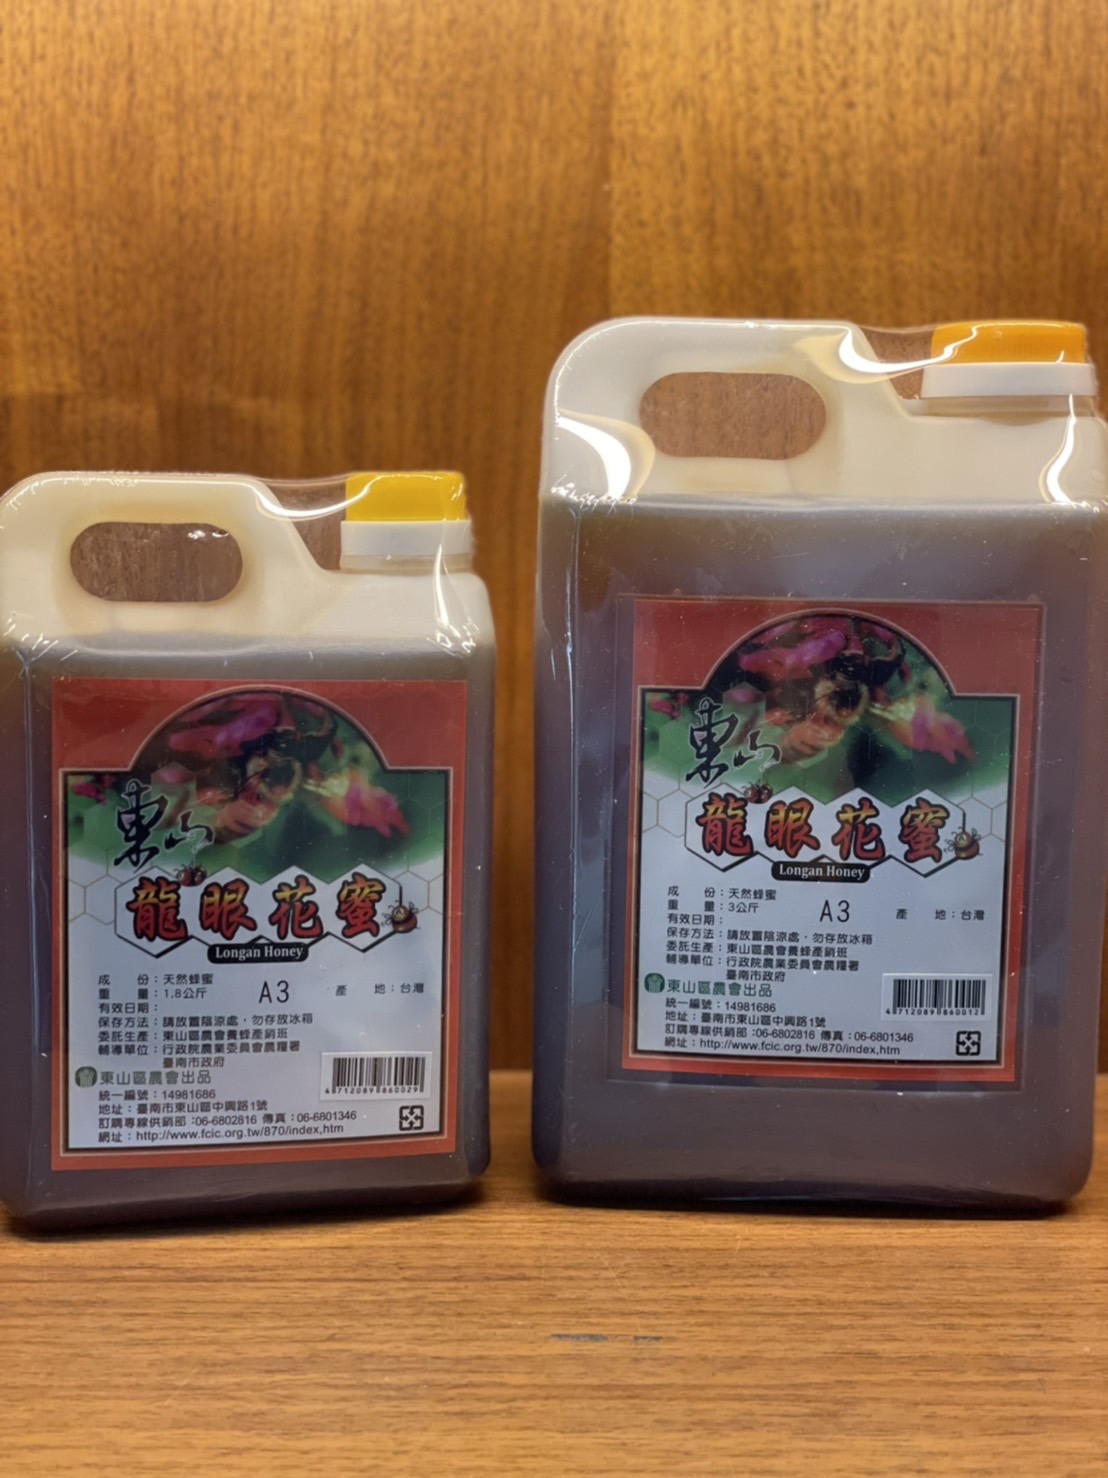 東山
龍眼花蜜
Longan Honey
成　　份：天然蜂蜜
重　　量：1.8公斤　A3　產　地：台灣
有效日期：
保存方法：請放置陰涼處，勿存放冰箱
委託生產：東山區農會養蜂產銷班
輔導單位：行政院農業委員會農糧署
臺南市政府
東山區農會出品
統一編號：14981686
地址：臺南市東山區中興路1號
訂購專線供銷部：06-6802816 傳真：06-6801346
網址：http://www.fcic.org.tw/870/index,htm
4712089860029
東山
龍眼花蜜
Longan Honey
成　　份：天然蜂蜜
重　　量：3公斤　A3　產　地：台灣
有效日期：
保存方法：請放置陰涼處，勿存放冰箱
委託生產：東山區農會養蜂產銷班
輔導單位：行政院農業委員會農糧署
臺南市政府
東山區農會出品
統一編號：14981686
地址：臺南市東山區中興路1號
訂購專線供銷部：06-6802816 傳真：06-6801346
網址：http://www.fcic.org.tw/870/index,htm
4712089860012